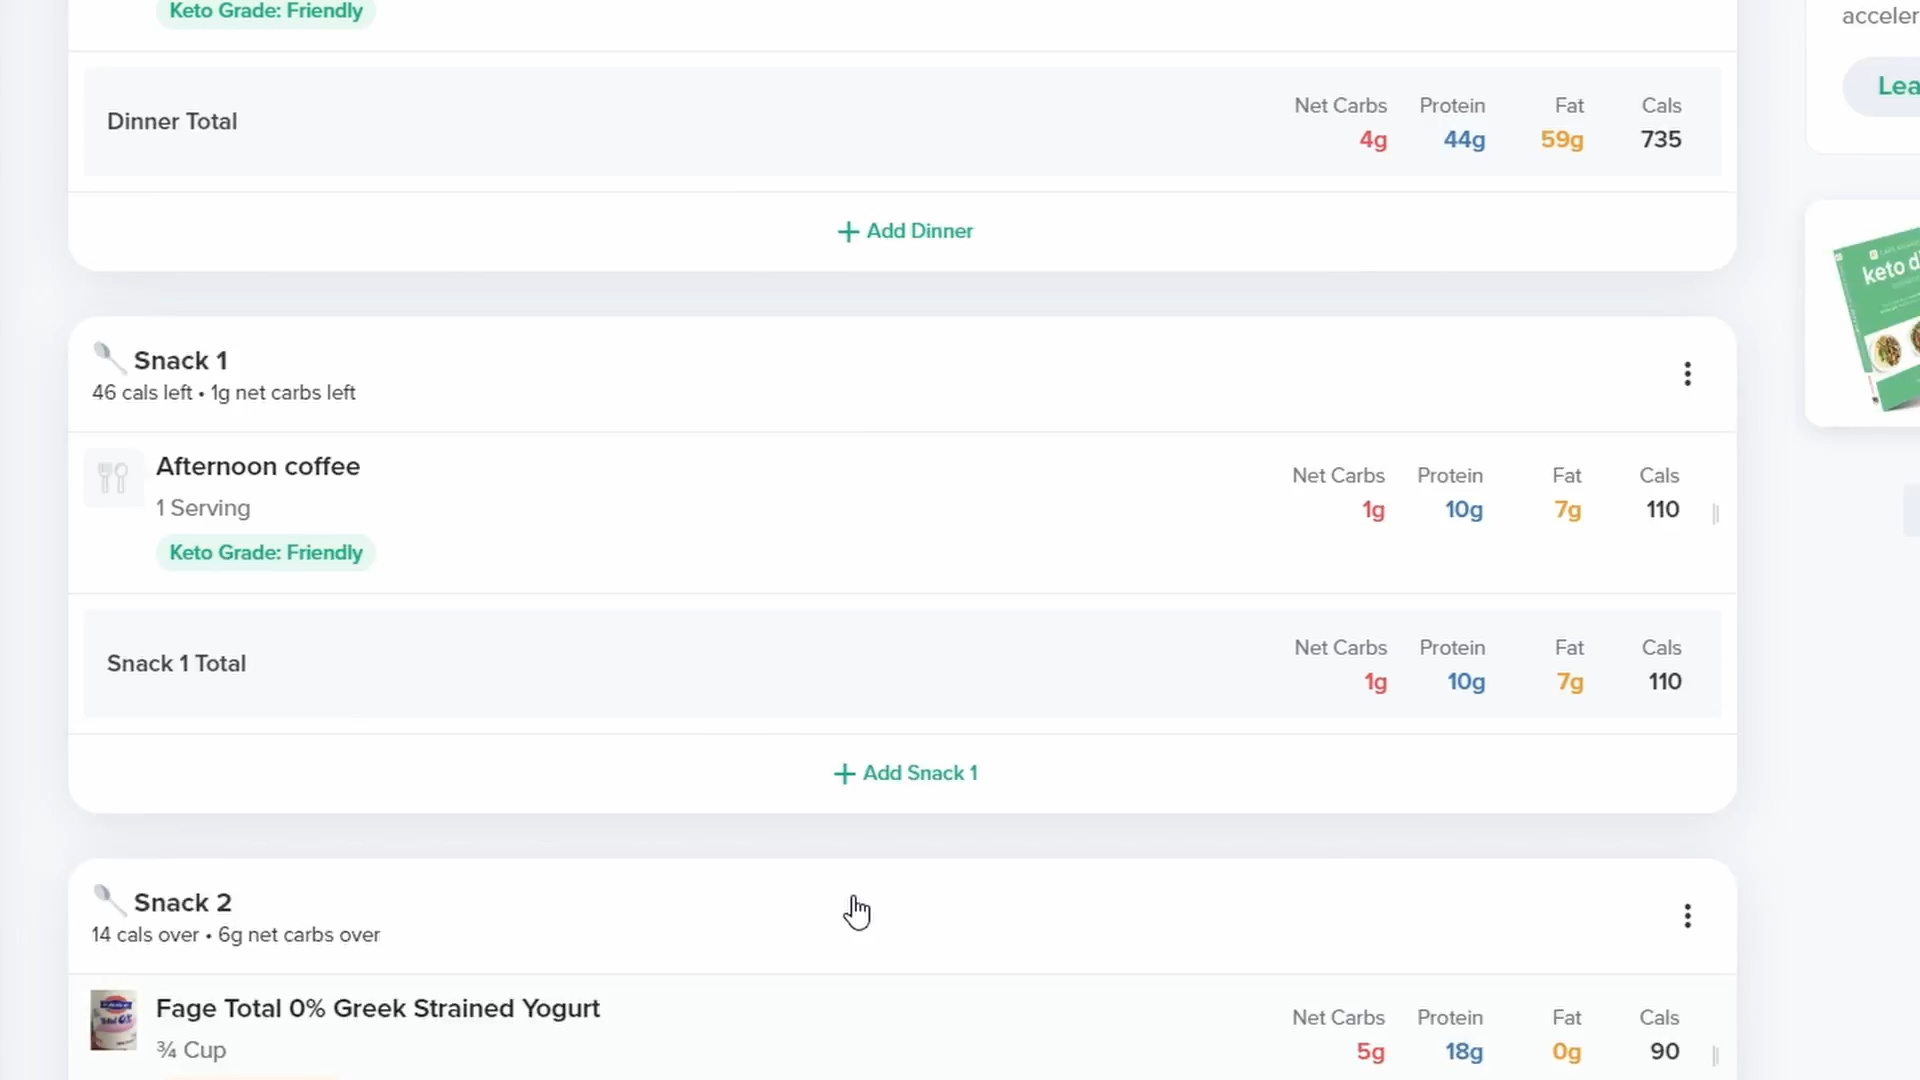 acceler
Keto Grade: Friendly
Lea
Dinner Total
Net Carbs Protein Fat Cals
4g 44g 59g 735
+ Add Dinner
keto d
Snack 1
46 cals left • 1g net carbs left
Afternoon coffee
1 Serving
Keto Grade: Friendly
Net Carbs Protein Fat Cals
1g 10g 7g 110
Snack 1 Total
Net Carbs Protein Fat Cals
1g 10g 7g 110
+ Add Snack 1
Snack 2
14 cals over • 6g net carbs over
Fage Total 0% Greek Strained Yogurt
¾ Cup
Net Carbs Protein Fat Cals
5g 18g 0g 90